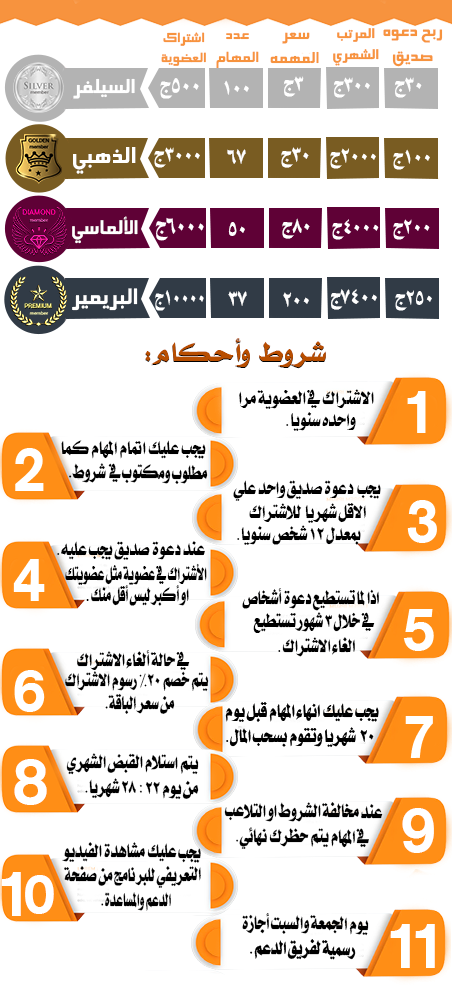 ربح دعوه صديق المرتب الشهري سعر المهمه عدد المهام اشتراك العضوية
٣٠ج ٣٠٠ج ٣ج ١٠٠ ٥٠٠ج السيلفر SILVER member
١٠٠ج ٢٠٠٠ج ٣٠ج ٦٧ ٣٠٠٠ج الذهبي GOLDEN member
٢٠٠ج ٤٠٠٠ج ٨٠ج ٥٠ ٦٠٠٠ج الألماسي DIAMOND member
٢٥٠ج ٧٤٠٠ج ٢٠٠ ٣٧ ١٠٠٠٠ج البريمير PREMIUM member
شروط وأحكام:
1
الاشتراك في العضوية مرا
واحده سنويا.
2
يجب عليك اتمام المهام كما
مطلوب ومكتوب في شروط.
3
يجب دعوة صديق واحد علي
الاقل شهريا للاشتراك
بمعدل ١٢ شخص سنويا.
4
عند دعوة صديق يجب عليه.
الأشتراك في عضوية مثل عضويتك
او أكبر ليس أقل منك.
5
اذا لما تستطيع دعوة أشخاص
في خلال ٣ شهور تستطيع
الغاء الاشتراك.
6
في حالة ألغاء الاشتراك
يتم خصم ٢٠٪ رسوم الاشتراك
من سعر الباقة.
7
يجب عليك انهاء المهام قبل يوم
٢٠ شهريا وتقوم بسحب المال.
8
يتم استلام القبض الشهري
من يوم ٢٢ : ٢٨ شهريا.
9
عند مخالفة الشروط او التلاعب
في المهام يتم حظرك نهائي.
10
يجب عليك مشاهدة الفيديو
التعريفي للبرنامج من صفحة
الدعم والمساعدة.
11
يوم الجمعة والسبت أجازة
رسمية لفريق الدعم.